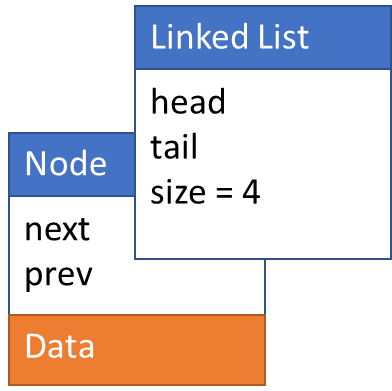 Linked List
head
tail
size = 4
Node
next
prev
Data